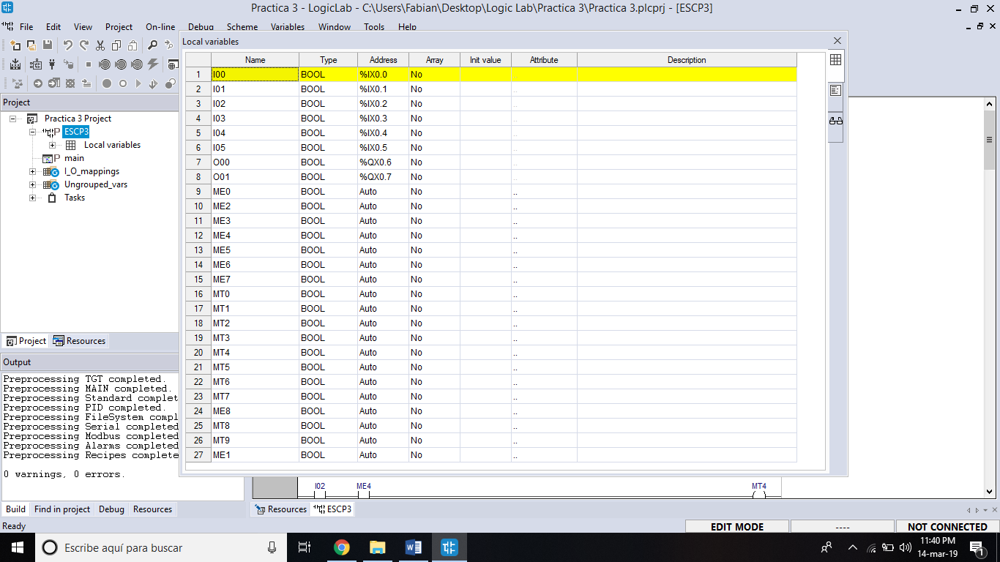 Practica 3 - LogicLab - C:\Users\Fabian\Desktop\Logic Lab\Practica 3\Practica 3.plcprj - [ESCP3]
File Edit View Project On-line Debug Scheme Variables Window Tools Help
Local variables
Name Type Address Array Init value Attribute Description
1 I00 BOOL %IX0.0 No ..
2 I01 BOOL %IX0.1 No ..
3 I02 BOOL %IX0.2 No ..
4 I03 BOOL %IX0.3 No ..
5 I04 BOOL %IX0.4 No ..
6 I05 BOOL %IX0.5 No ..
7 O00 BOOL %QX0.6 No ..
8 O01 BOOL %QX0.7 No ..
9 ME0 BOOL Auto No ..
10 ME2 BOOL Auto No ..
11 ME3 BOOL Auto No ..
12 ME4 BOOL Auto No ..
13 ME5 BOOL Auto No ..
14 ME6 BOOL Auto No ..
15 ME7 BOOL Auto No ..
16 MT0 BOOL Auto No ..
17 MT1 BOOL Auto No ..
18 MT2 BOOL Auto No ..
19 MT3 BOOL Auto No ..
20 MT4 BOOL Auto No ..
21 MT5 BOOL Auto No ..
22 MT6 BOOL Auto No ..
23 MT7 BOOL Auto No ..
24 ME8 BOOL Auto No ..
25 MT8 BOOL Auto No ..
26 MT9 BOOL Auto No ..
27 ME1 BOOL Auto No ..
Project
Practica 3 Project
ESCP3
Local variables
main
I_O_mappings
Ungrouped_vars
Tasks
Project Resources
Output
Preprocessing TGT completed.
Preprocessing MAIN completed.
Preprocessing Standard complet
Preprocessing PID completed.
Preprocessing FileSystem compl
Preprocessing Serial completed
Preprocessing Modbus completed
Preprocessing Alarms completed
Preprocessing Recipes complete
0 warnings, 0 errors.
I02 ME4 MT4
Build Find in project Debug Resources
Resources ESCP3
Ready
EDIT MODE ---- NOT CONNECTED
Escribe aquí para buscar
11:40 PM
14-mar-19
1